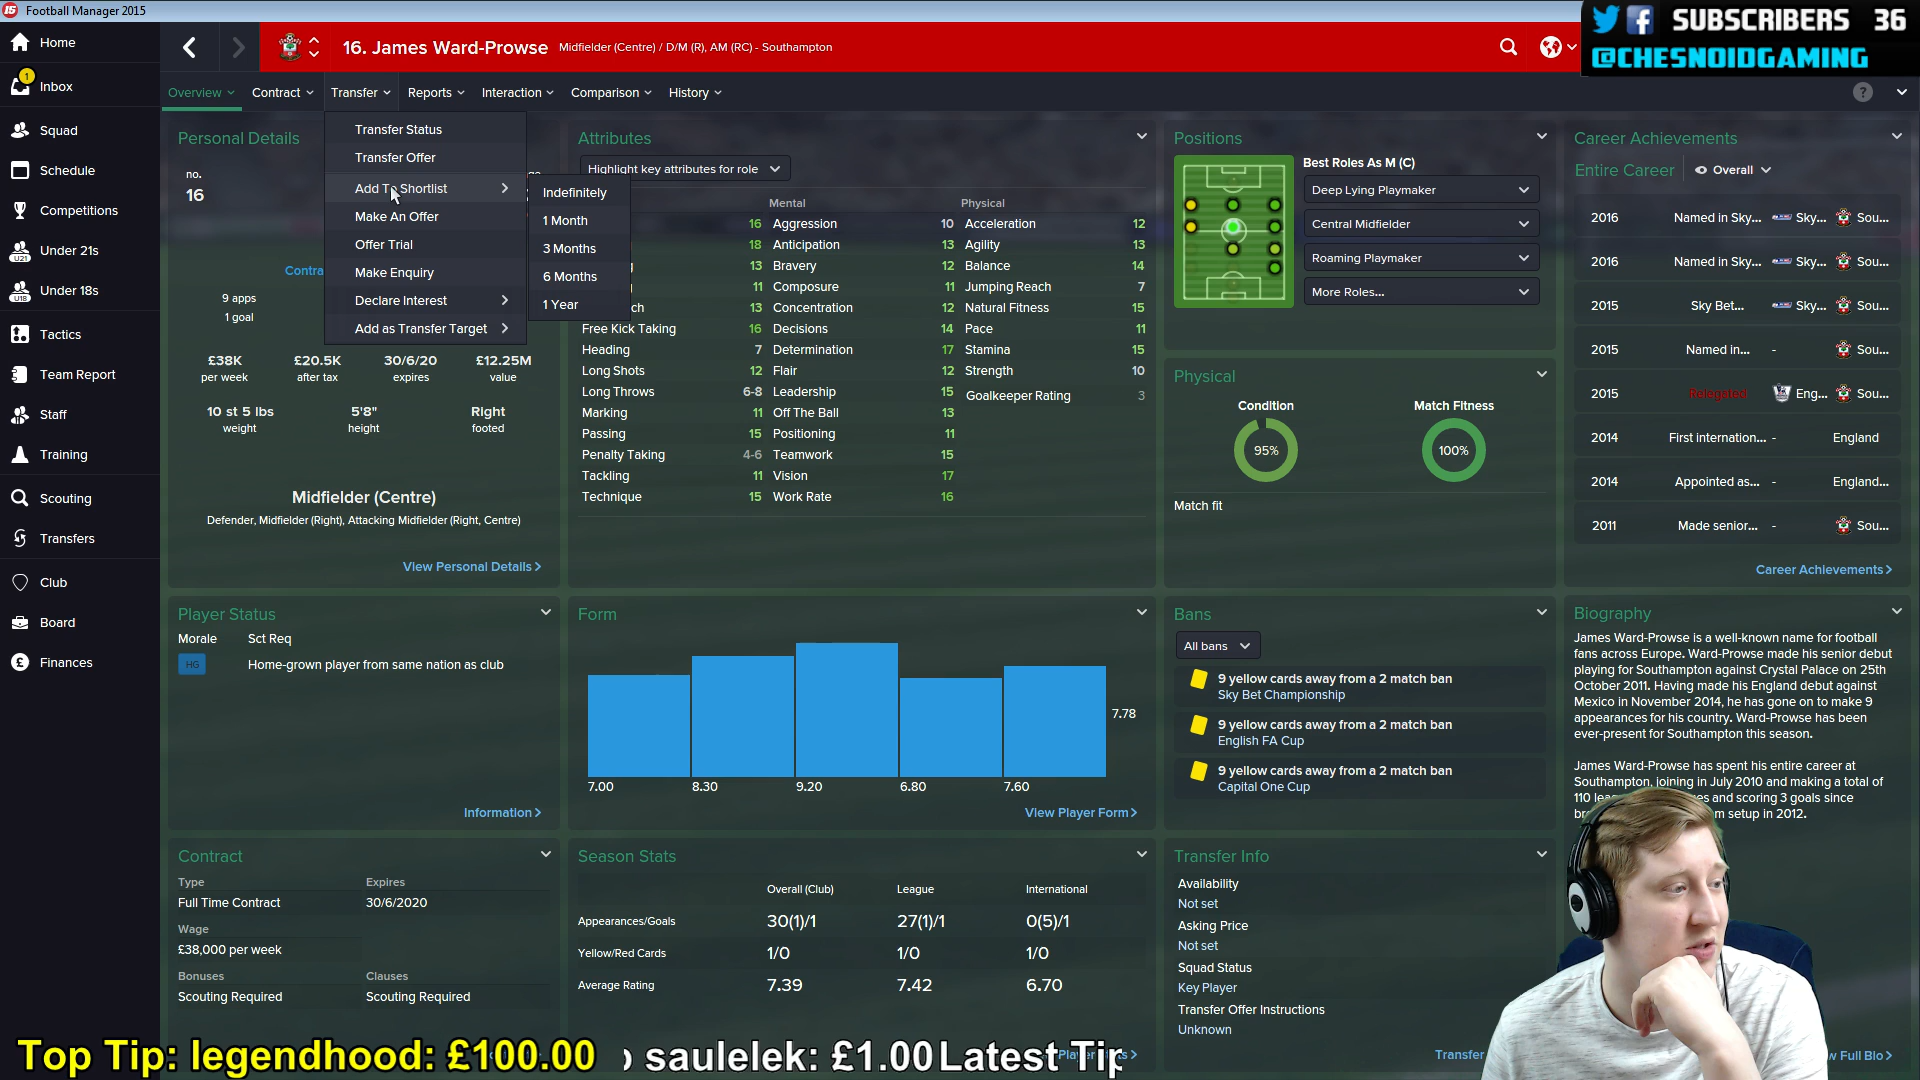 Football Manager 2015
SUBSCRIBERS 36
@CHESNOIDGAMING
Home
Inbox
1
Squad
Schedule
Competitions
Under 21s
Under 18s
Tactics
Team Report
Staff
Training
Scouting
Transfers
Club
Board
Finances
16. James Ward-Prowse
Midfielder (Centre) / D/M (R), AM (RC) - Southampton
Overview
Contract
Transfer
Reports
Interaction
Comparison
History
Transfer Status
Transfer Offer
Add To Shortlist
Make An Offer
Offer Trial
Make Enquiry
Declare Interest
Add as Transfer Target
Indefinitely
1 Month
3 Months
6 Months
1 Year
Personal Details
no.
16
9 apps
1 goal
£38K per week
£20.5K after tax
30/6/20 expires
£12.25M value
10 st 5 lbs weight
5'8" height
Right footed
Midfielder (Centre)
Defender, Midfielder (Right), Attacking Midfielder (Right, Centre)
View Personal Details
Attributes
Highlight key attributes for role
Mental
Physical
16 Aggression 10 Acceleration 12
18 Anticipation 13 Agility 13
13 Bravery 12 Balance 14
11 Composure 11 Jumping Reach 7
13 Concentration 12 Natural Fitness 15
Free Kick Taking 16 Decisions 14 Pace 11
Heading 7 Determination 17 Stamina 15
Long Shots 12 Flair 12 Strength 10
Long Throws 6-8 Leadership 15 Goalkeeper Rating 3
Marking 11 Off The Ball 13
Passing 15 Positioning 11
Penalty Taking 4-6 Teamwork 15
Tackling 11 Vision 17
Technique 15 Work Rate 16
Positions
Best Roles As M (C)
Deep Lying Playmaker
Central Midfielder
Roaming Playmaker
More Roles...
Physical
Condition
95%
Match Fitness
100%
Match fit
Career Achievements
Entire Career
Overall
2016 Named in Sky... Sky... Sou...
2016 Named in Sky... Sky... Sou...
2015 Sky Bet... Sky... Sou...
2015 Named in... - Sou...
2015 Relegated Eng... Sou...
2014 First internation... - England
2014 Appointed as... - England...
2011 Made senior... - Sou...
Career Achievements
Player Status
Morale Sct Req
HG Home-grown player from same nation as club
Information
Form
7.78
7.00 8.30 9.20 6.80 7.60
View Player Form
Bans
All bans
9 yellow cards away from a 2 match ban
Sky Bet Championship
9 yellow cards away from a 2 match ban
English FA Cup
9 yellow cards away from a 2 match ban
Capital One Cup
Biography
James Ward-Prowse is a well-known name for football
fans across Europe. Ward-Prowse made his senior debut
playing for Southampton against Crystal Palace on 25th
October 2011. Having made his England debut against
Mexico in November 2014, he has gone on to make 9
appearances for his country. Ward-Prowse has been
ever-present for Southampton this season.
James Ward-Prowse has spent his entire career at
Southampton, joining in July 2010 and making a total of
110 and scoring 3 goals since
setup in 2012.
Contract
Type
Full Time Contract
Expires
30/6/2020
Wage
£38,000 per week
Bonuses
Scouting Required
Clauses
Scouting Required
Season Stats
Overall (Club) League International
Appearances/Goals 30(1)/1 27(1)/1 0(5)/1
Yellow/Red Cards 1/0 1/0 1/0
Average Rating 7.39 7.42 6.70
Transfer Info
Availability
Not set
Asking Price
Not set
Squad Status
Key Player
Transfer Offer Instructions
Unknown
Transfer
Full Bio
Top Tip: legendhood: £100.00
saulelek: £1.00 Latest Tip